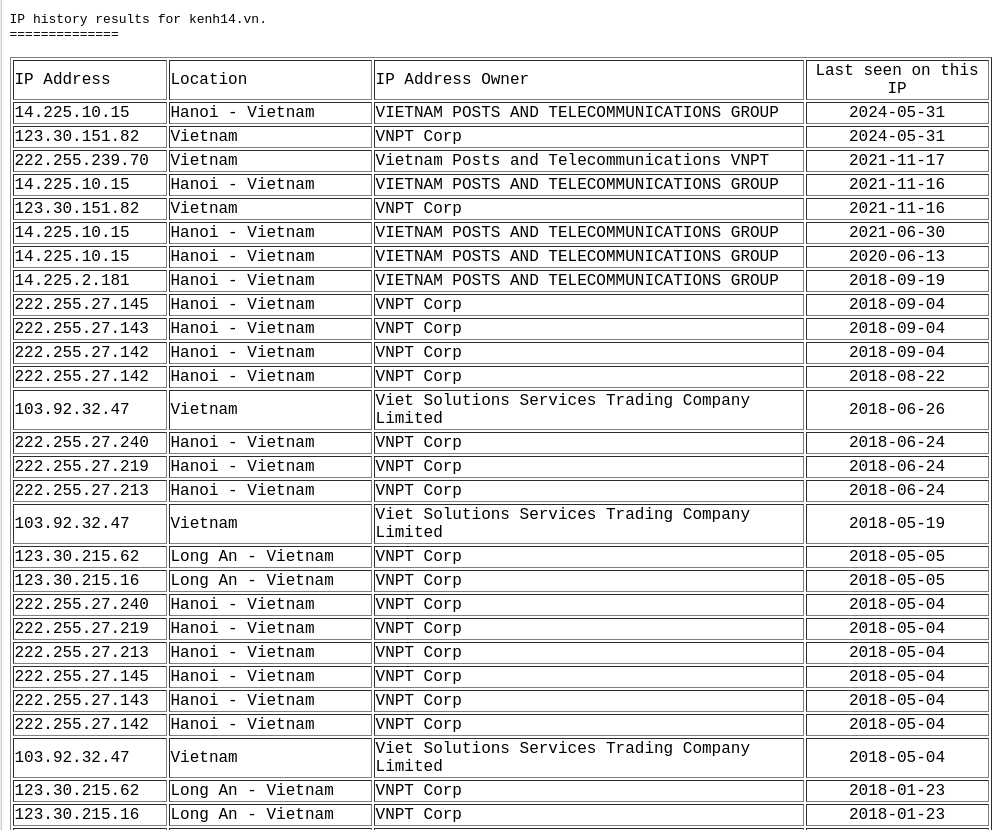 IP history results for kenh14.vn.
==============
IP Address Location IP Address Owner Last seen on this IP
14.225.10.15 Hanoi - Vietnam VIETNAM POSTS AND TELECOMMUNICATIONS GROUP 2024-05-31
123.30.151.82 Vietnam VNPT Corp 2024-05-31
222.255.239.70 Vietnam Vietnam Posts and Telecommunications VNPT 2021-11-17
14.225.10.15 Hanoi - Vietnam VIETNAM POSTS AND TELECOMMUNICATIONS GROUP 2021-11-16
123.30.151.82 Vietnam VNPT Corp 2021-11-16
14.225.10.15 Hanoi - Vietnam VIETNAM POSTS AND TELECOMMUNICATIONS GROUP 2021-06-30
14.225.10.15 Hanoi - Vietnam VIETNAM POSTS AND TELECOMMUNICATIONS GROUP 2020-06-13
14.225.2.181 Hanoi - Vietnam VIETNAM POSTS AND TELECOMMUNICATIONS GROUP 2018-09-19
222.255.27.145 Hanoi - Vietnam VNPT Corp 2018-09-04
222.255.27.143 Hanoi - Vietnam VNPT Corp 2018-09-04
222.255.27.142 Hanoi - Vietnam VNPT Corp 2018-09-04
222.255.27.142 Hanoi - Vietnam VNPT Corp 2018-08-22
103.92.32.47 Vietnam Viet Solutions Services Trading Company Limited 2018-06-26
222.255.27.240 Hanoi - Vietnam VNPT Corp 2018-06-24
222.255.27.219 Hanoi - Vietnam VNPT Corp 2018-06-24
222.255.27.213 Hanoi - Vietnam VNPT Corp 2018-06-24
103.92.32.47 Vietnam Viet Solutions Services Trading Company Limited 2018-05-19
123.30.215.62 Long An - Vietnam VNPT Corp 2018-05-05
123.30.215.16 Long An - Vietnam VNPT Corp 2018-05-05
222.255.27.240 Hanoi - Vietnam VNPT Corp 2018-05-04
222.255.27.219 Hanoi - Vietnam VNPT Corp 2018-05-04
222.255.27.213 Hanoi - Vietnam VNPT Corp 2018-05-04
222.255.27.145 Hanoi - Vietnam VNPT Corp 2018-05-04
222.255.27.143 Hanoi - Vietnam VNPT Corp 2018-05-04
222.255.27.142 Hanoi - Vietnam VNPT Corp 2018-05-04
103.92.32.47 Vietnam Viet Solutions Services Trading Company Limited 2018-05-04
123.30.215.62 Long An - Vietnam VNPT Corp 2018-01-23
123.30.215.16 Long An - Vietnam VNPT Corp 2018-01-23